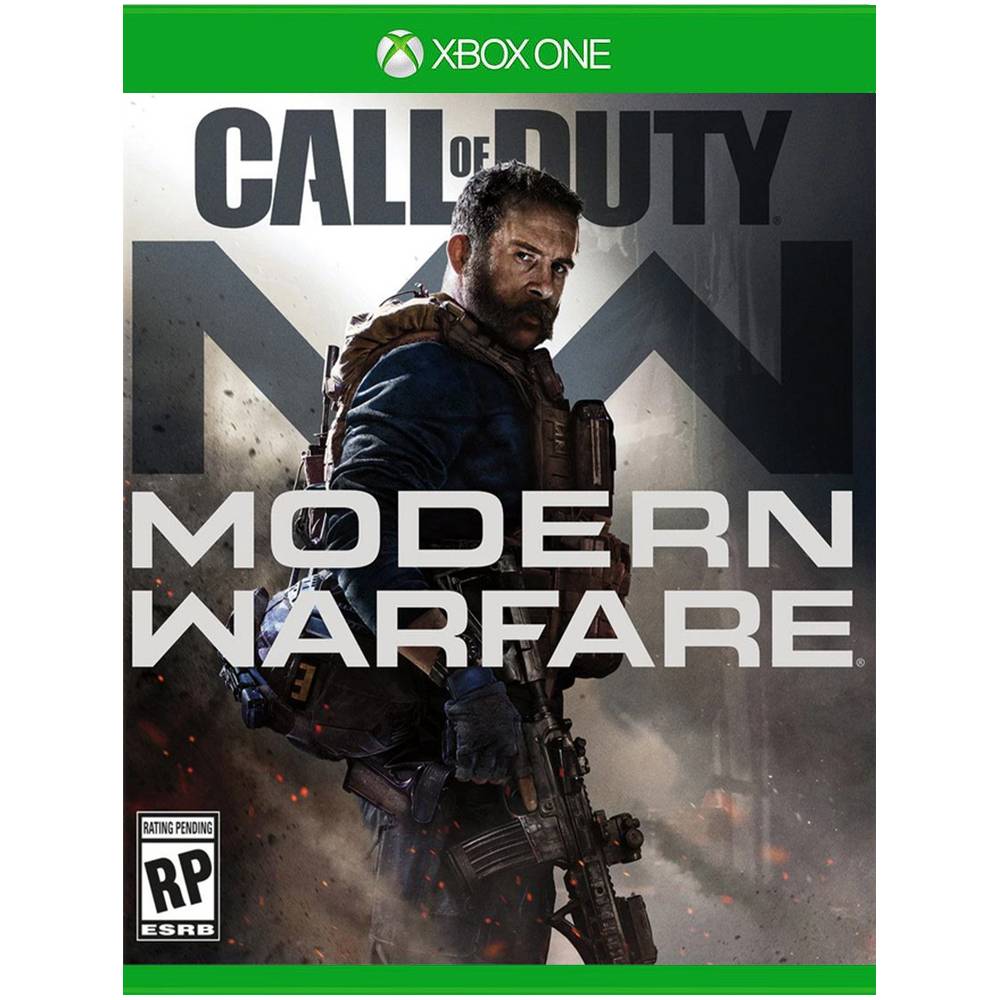 XBOX ONE
CALL OF DUTY®
MW
MODERN
WARFARE®
RATING PENDING
RP
ESRB